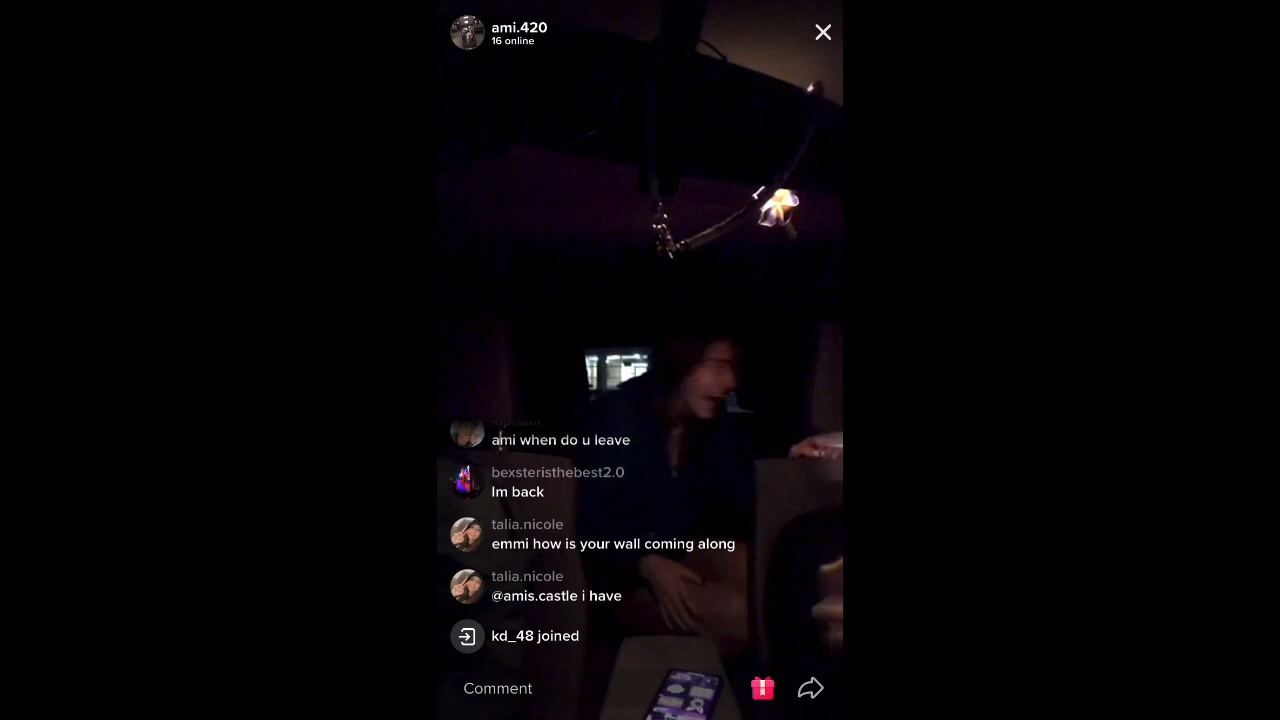 ami.420
16 online
ami when do u leave
bexsteristhebest2.0
Im back
talia.nicole
emmi how is your wall coming along
talia.nicole
@amis.castle i have
kd_48 joined
Comment